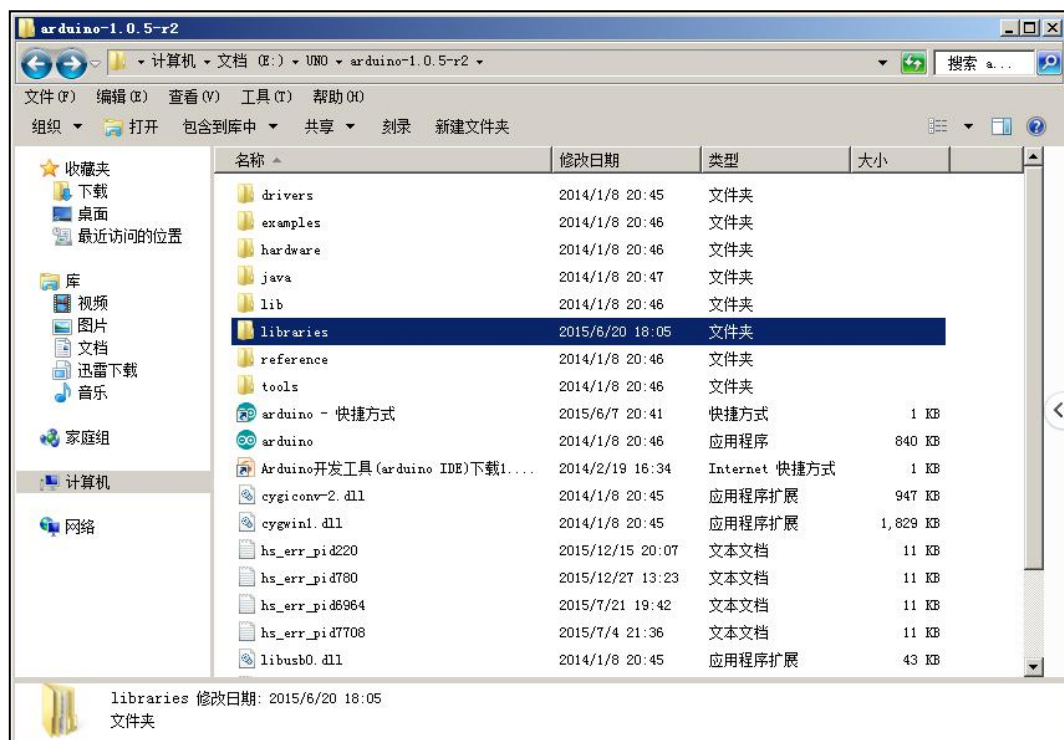 arduino-1.0.5-r2
计算机 文档 (E:) UNO arduino-1.0.5-r2
搜索 a...
文件(F) 编辑(E) 查看(V) 工具(T) 帮助(H)
组织 打开 包含到库中 共享 刻录 新建文件夹
收藏夹
下载
桌面
最近访问的位置
库
视频
图片
文档
迅雷下载
音乐
家庭组
计算机
网络
名称 修改日期 类型 大小
drivers 2014/1/8 20:45 文件夹
examples 2014/1/8 20:46 文件夹
hardware 2014/1/8 20:46 文件夹
java 2014/1/8 20:47 文件夹
lib 2014/1/8 20:46 文件夹
libraries 2015/6/20 18:05 文件夹
reference 2014/1/8 20:46 文件夹
tools 2014/1/8 20:46 文件夹
arduino - 快捷方式 2015/6/7 20:41 快捷方式 1 KB
arduino 2014/1/8 20:46 应用程序 840 KB
Arduino开发工具(arduino IDE)下载1.... 2014/2/19 16:34 Internet 快捷方式 1 KB
cygiconv-2.dll 2014/1/8 20:45 应用程序扩展 947 KB
cygwin1.dll 2014/1/8 20:45 应用程序扩展 1,829 KB
hs_err_pid220 2015/12/15 20:07 文本文档 11 KB
hs_err_pid780 2015/12/27 13:23 文本文档 11 KB
hs_err_pid6964 2015/7/21 19:42 文本文档 11 KB
hs_err_pid7708 2015/7/4 21:36 文本文档 11 KB
libusb0.dll 2014/1/8 20:45 应用程序扩展 43 KB
libraries 修改日期: 2015/6/20 18:05
文件夹